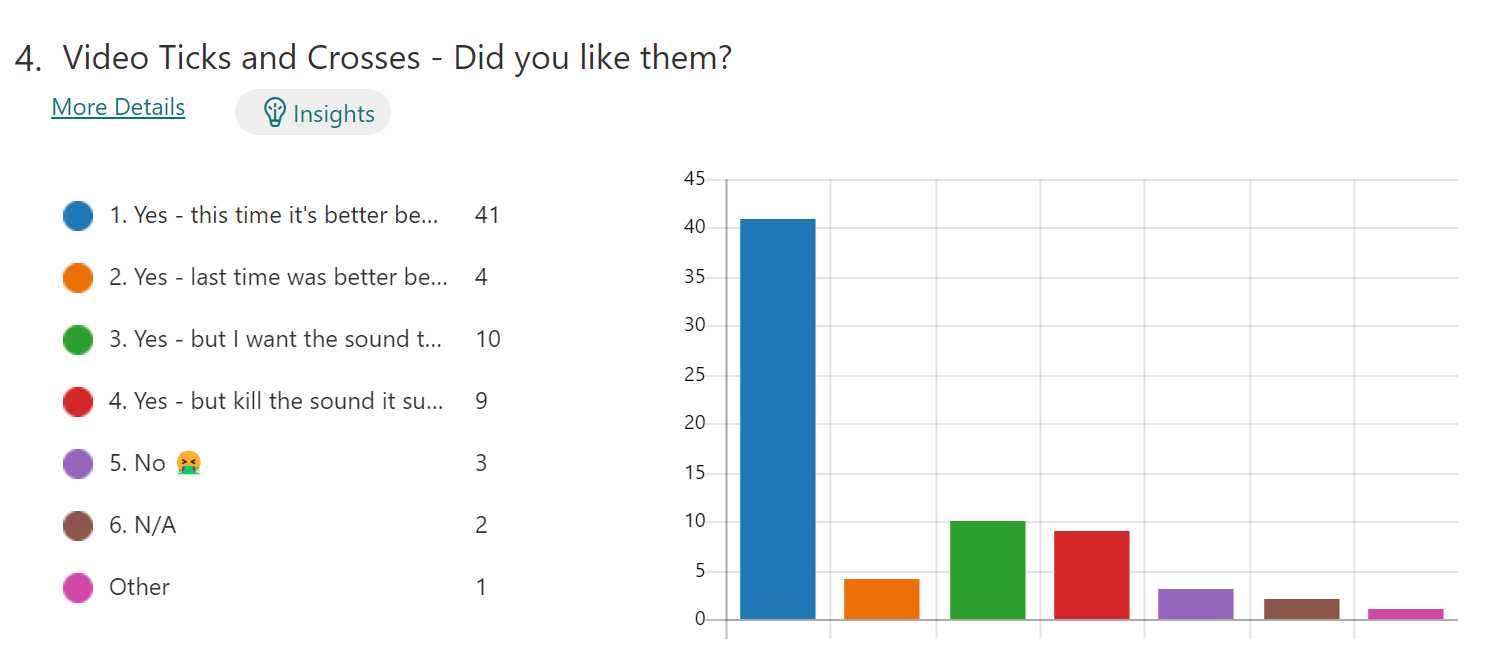 4. Video Ticks and Crosses - Did you like them?
More Details
Insights
1. Yes - this time it's better be... 41
2. Yes - last time was better be... 4
3. Yes - but I want the sound t... 10
4. Yes - but kill the sound it su... 9
5. No 🤮 3
6. N/A 2
Other 1
45
40
35
30
25
20
15
10
5
0